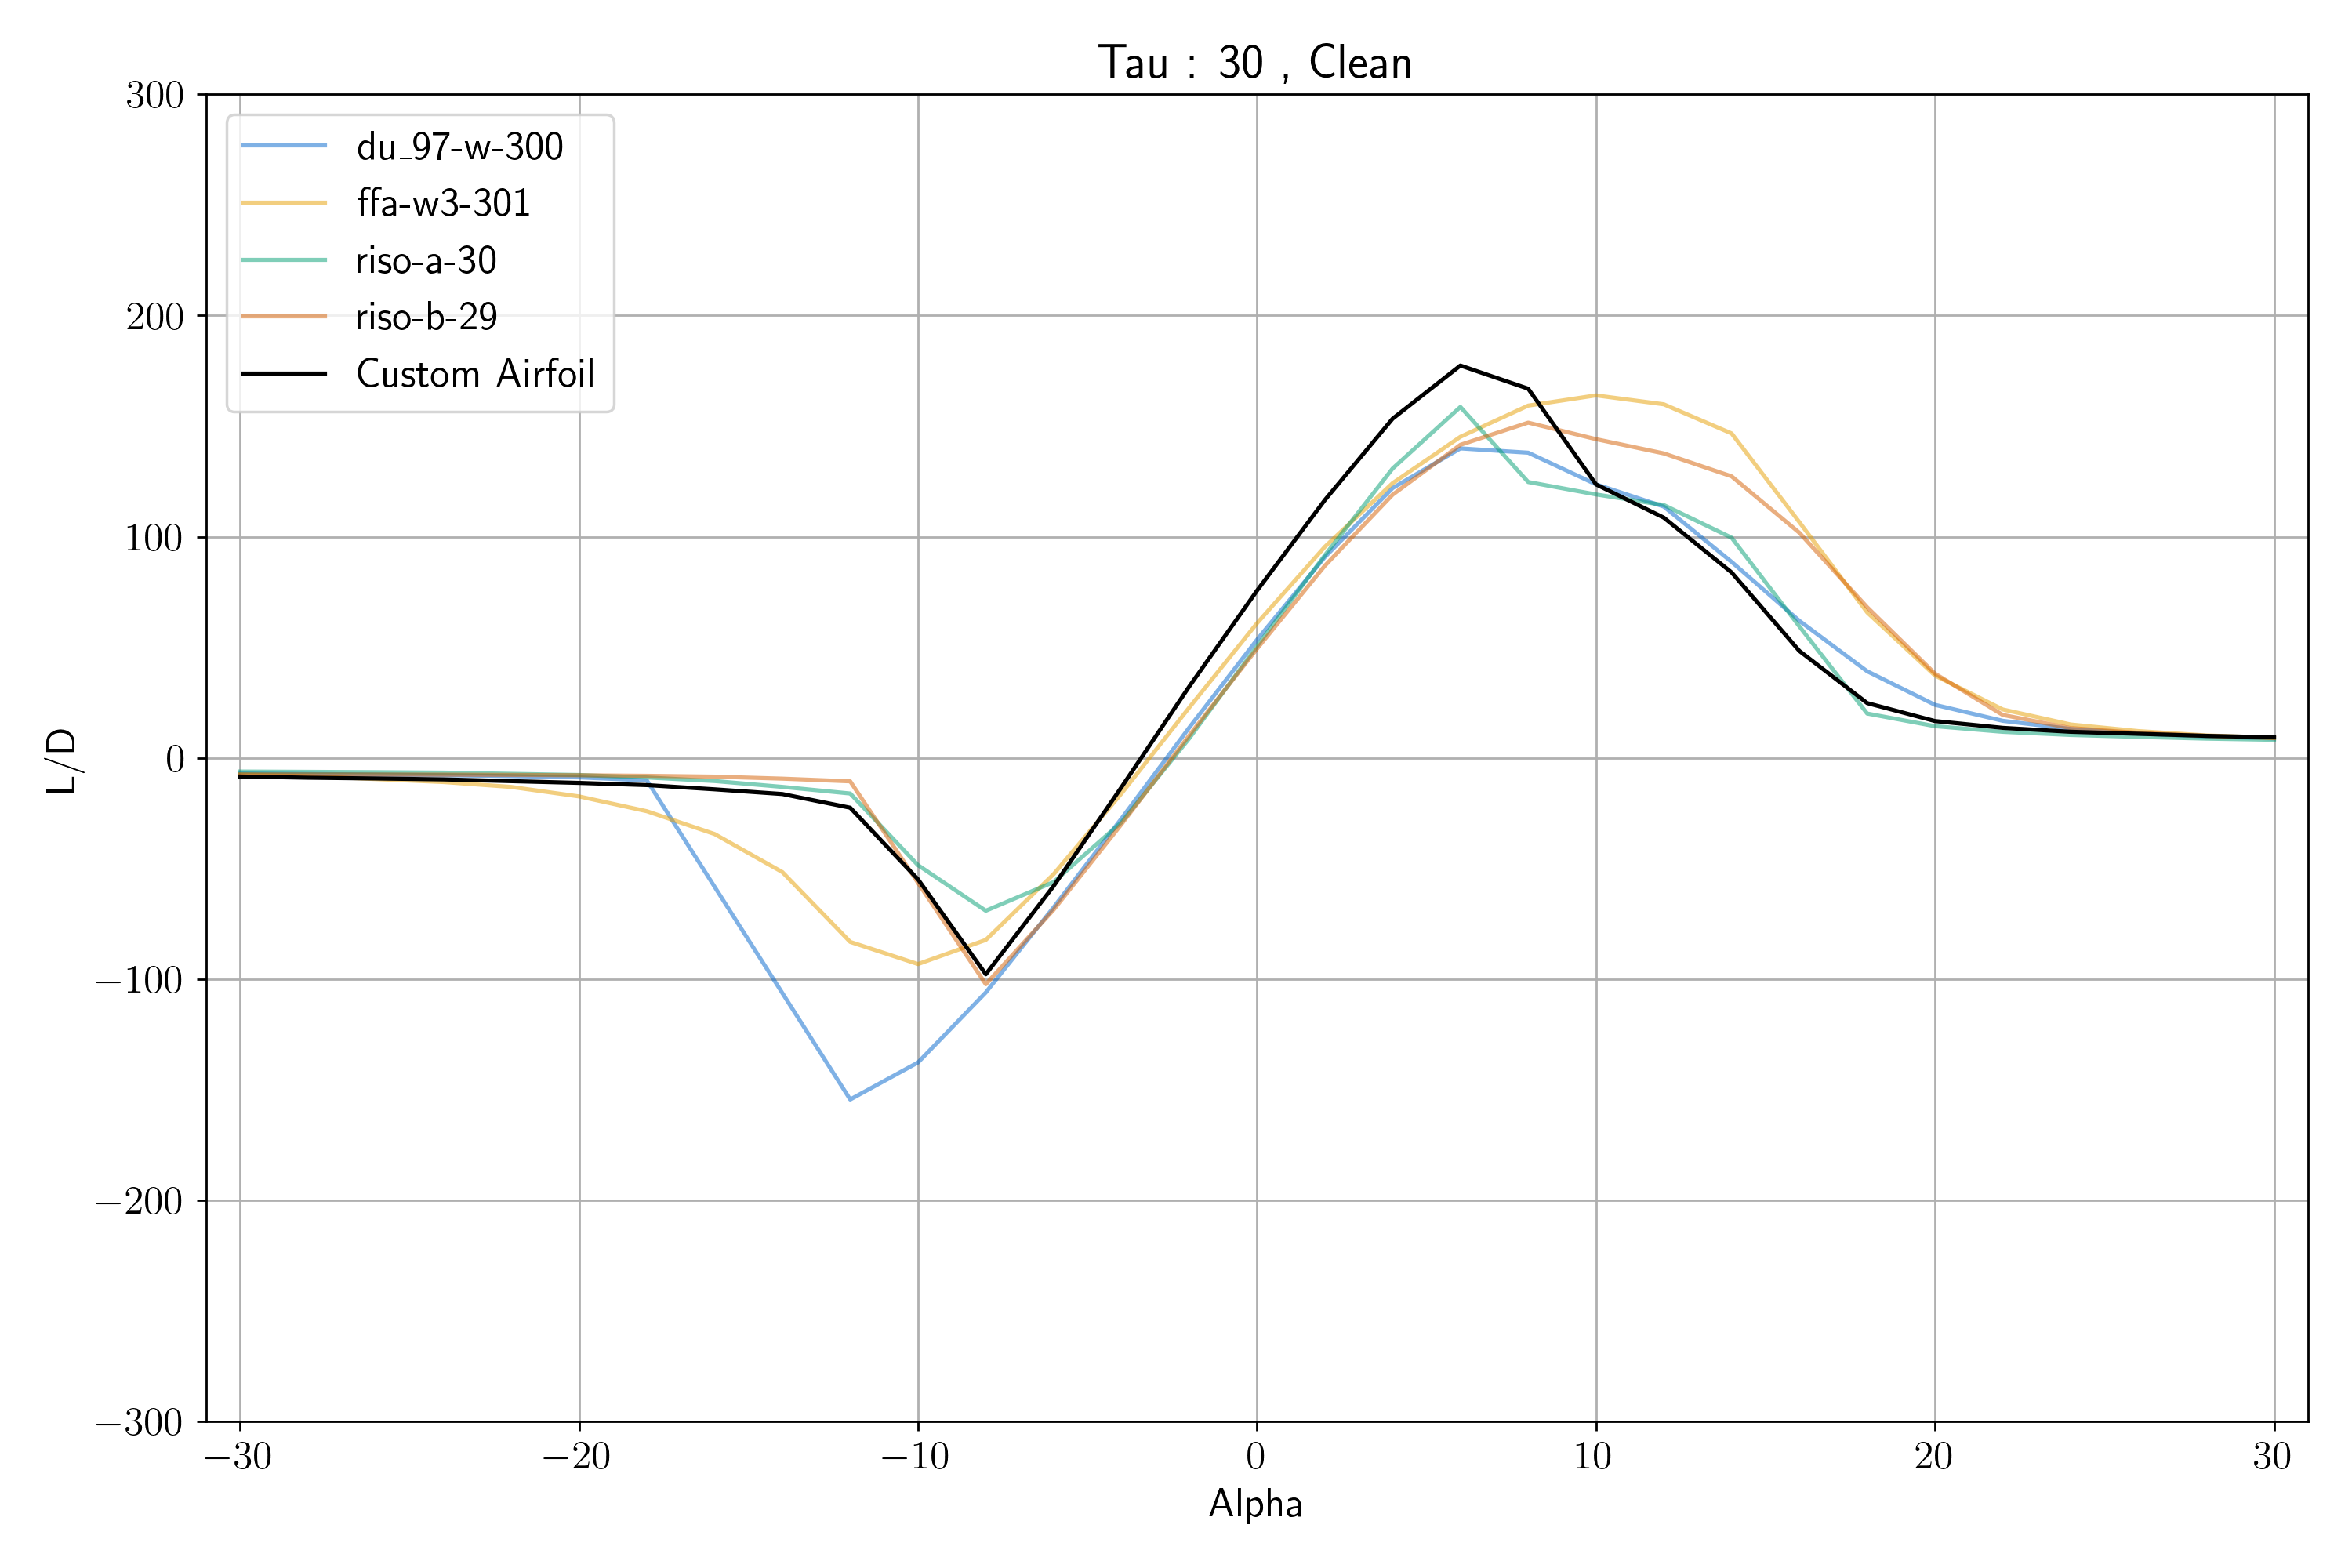 Tau : 30 , Clean
300
200
100
0
−100
−200
−300
L/D
du_97-w-300
ffa-w3-301
riso-a-30
riso-b-29
Custom Airfoil
−30 −20 −10 0 10 20 30
Alpha